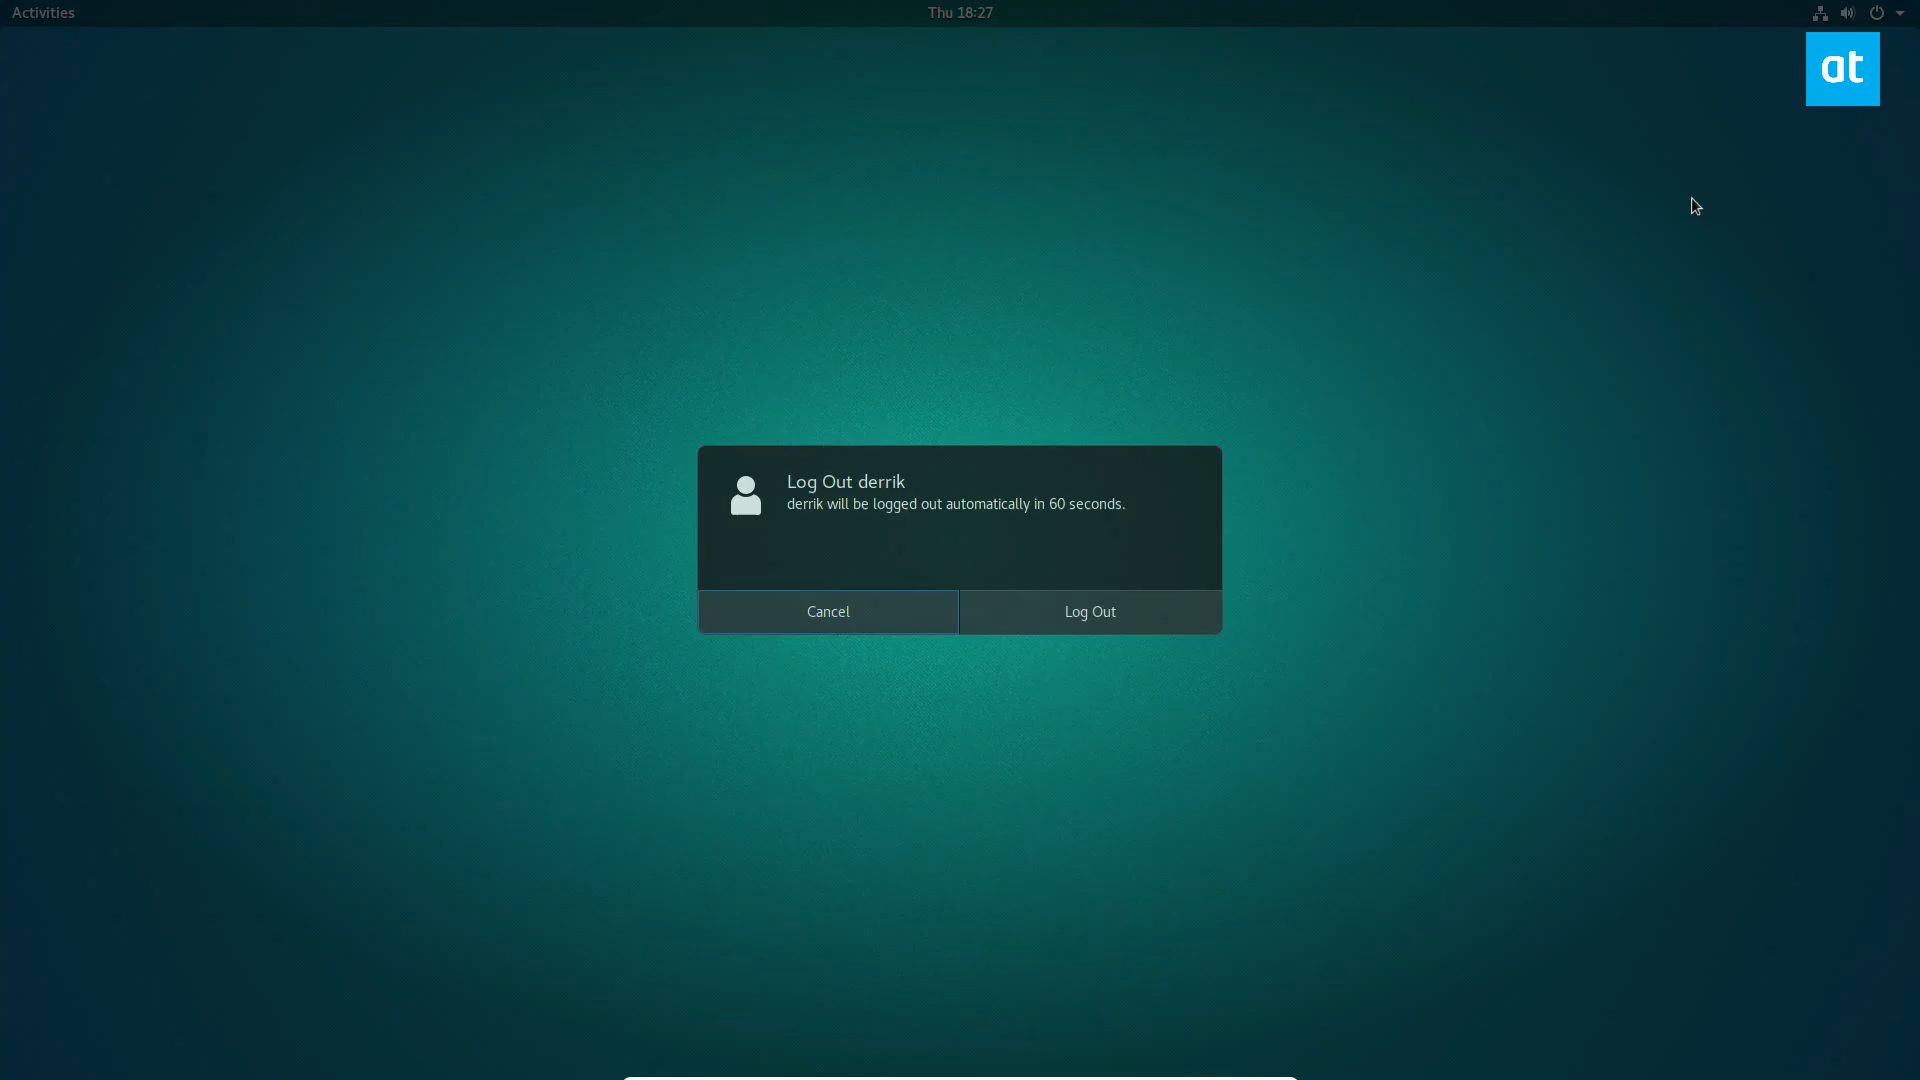 Activities
Thu 18:27
at
Log Out derrik
derrik will be logged out automatically in 60 seconds.
Cancel
Log Out